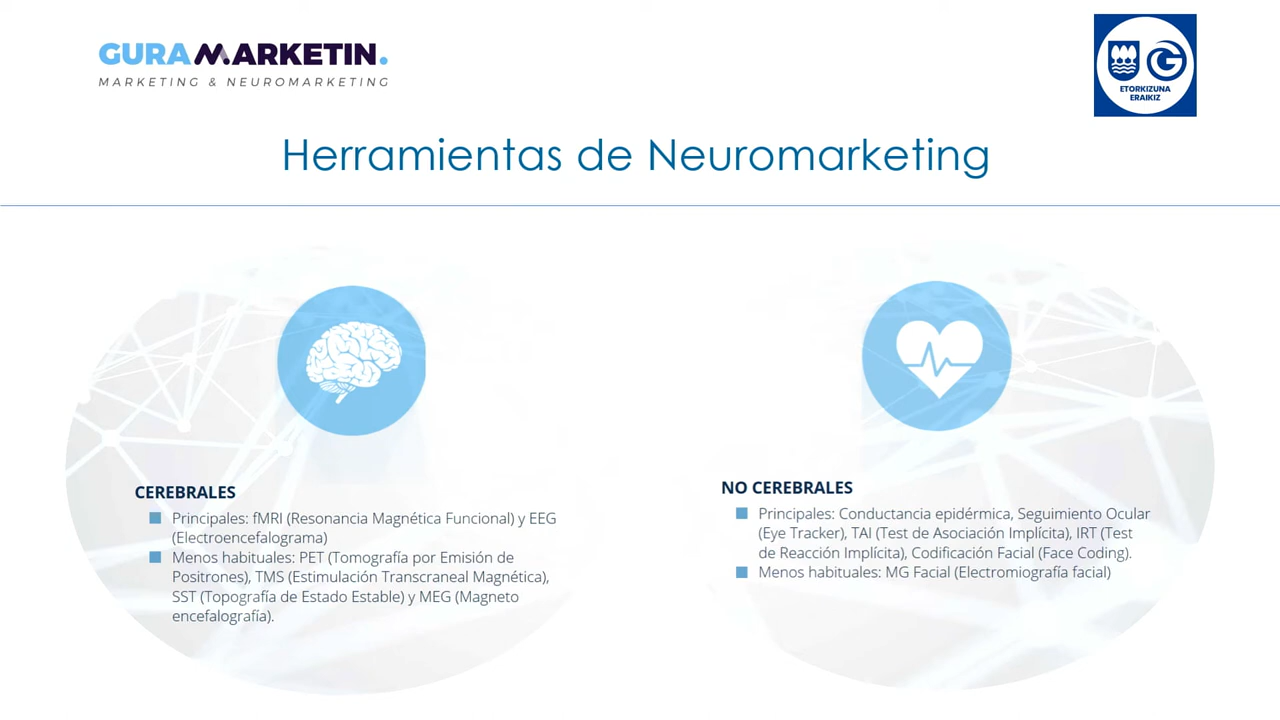 GURA MARKETIN.
MARKETING & NEUROMARKETING
ETORKIZUNA
ERAIKIZ
Herramientas de Neuromarketing
CEREBRALES
Principales: fMRI (Resonancia Magnética Funcional) y EEG
(Electroencefalograma)
Menos habituales: PET (Tomografía por Emisión de
Positrones), TMS (Estimulación Transcraneal Magnética),
SST (Topografía de Estado Estable) y MEG (Magneto
encefalografía).
NO CEREBRALES
Principales: Conductancia epidérmica, Seguimiento Ocular
(Eye Tracker), TAI (Test de Asociación Implícita), IRT (Test
de Reacción Implícita), Codificación Facial (Face Coding).
Menos habituales: MG Facial (Electromiografía facial)